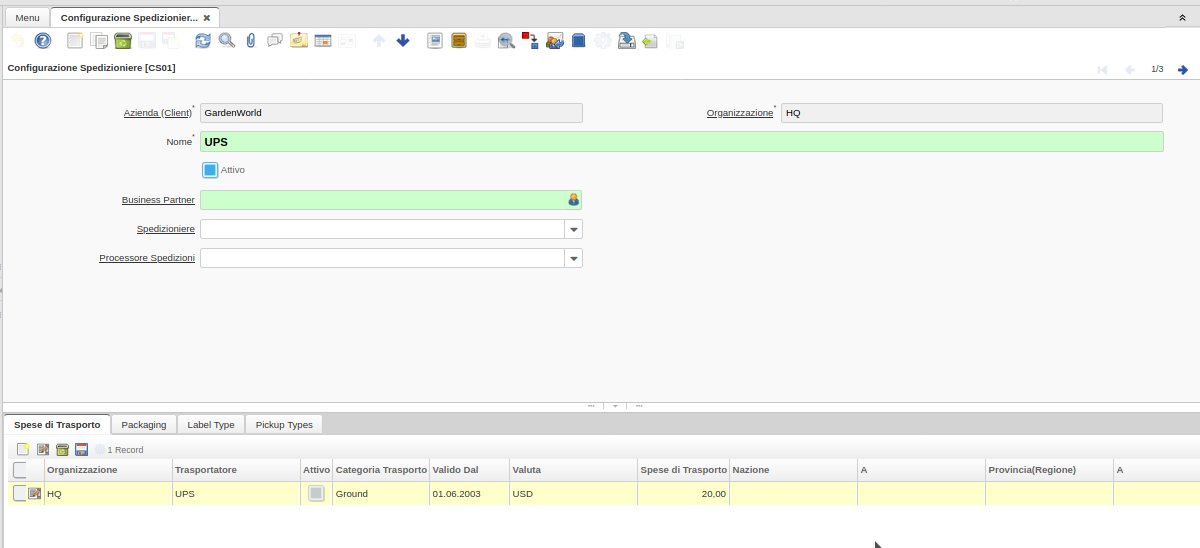 Menu
Configurazione Spedizionier...
Configurazione Spedizioniere [CS01]
1/3
Azienda (Client)* GardenWorld
Organizzazione* HQ
Nome* UPS
Attivo
Business Partner
Spedizioniere
Processore Spedizioni
Spese di Trasporto Packaging Label Type Pickup Types
1 Record
Organizzazione Trasportatore Attivo Categoria Trasporto Valido Dal Valuta Spese di Trasporto Nazione A Provincia(Regione) A
HQ UPS Ground 01.06.2003 USD 20,00